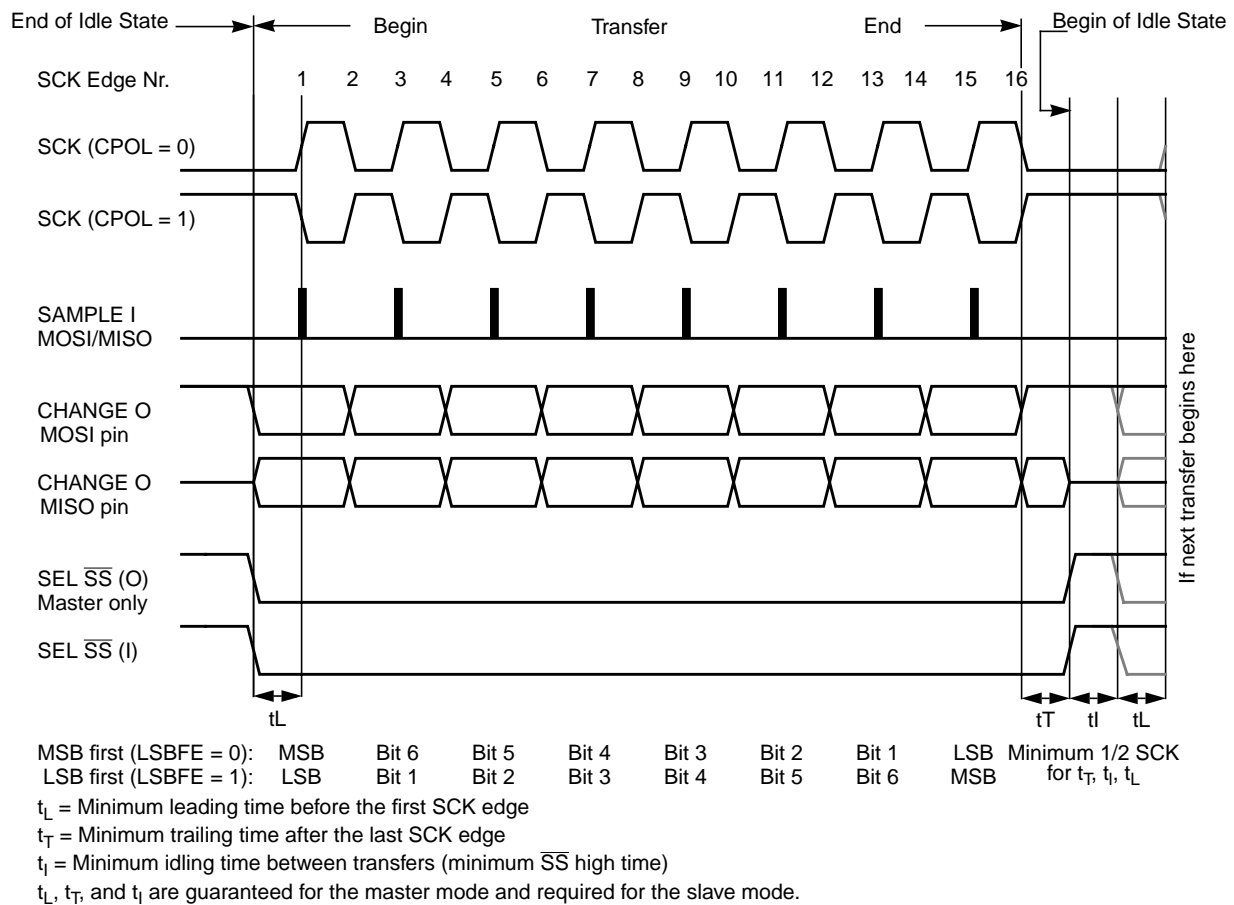 End of Idle State Begin Transfer End Begin of Idle State
SCK Edge Nr. 1 2 3 4 5 6 7 8 9 10 11 12 13 14 15 16
SCK (CPOL = 0)
SCK (CPOL = 1)
SAMPLE I
MOSI/MISO
CHANGE O
MOSI pin
CHANGE O
MISO pin
SEL S̅S̅ (O)
Master only
SEL S̅S̅ (I)
If next transfer begins here
tL tT tI tL
MSB first (LSBFE = 0): MSB Bit 6 Bit 5 Bit 4 Bit 3 Bit 2 Bit 1 LSB Minimum 1/2 SCK
LSB first (LSBFE = 1): LSB Bit 1 Bit 2 Bit 3 Bit 4 Bit 5 Bit 6 MSB for tT, tl, tL
tL = Minimum leading time before the first SCK edge
tT = Minimum trailing time after the last SCK edge
tI = Minimum idling time between transfers (minimum S̅S̅ high time)
tL, tT, and tI are guaranteed for the master mode and required for the slave mode.